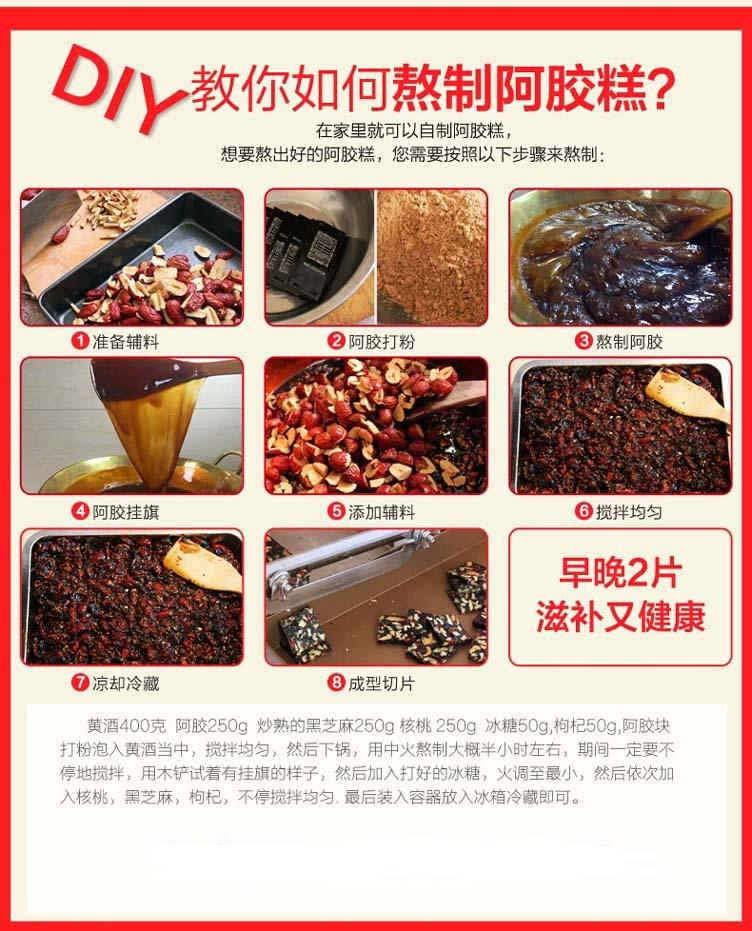 DIY教你如何熬制阿胶糕?
在家里就可以自制阿胶糕,
想要熬出好的阿胶糕,您需要按照以下步骤来熬制:
1 准备辅料
2 阿胶打粉
3 熬制阿胶
4 阿胶挂旗
5 添加辅料
6 搅拌均匀
7 凉却冷藏
8 成型切片
早晚2片
滋补又健康
黄酒400克 阿胶250g 炒熟的黑芝麻250g 核桃 250g 冰糖50g,枸杞50g,阿胶块
打粉泡入黄酒当中,搅拌均匀,然后下锅,用中火熬制大概半小时左右,期间一定要不
停地搅拌,用木铲试着有挂旗的样子,然后加入打好的冰糖,火调至最小,然后依次加
入核桃,黑芝麻,枸杞,不停搅拌均匀. 最后装入容器放入冰箱冷藏即可。